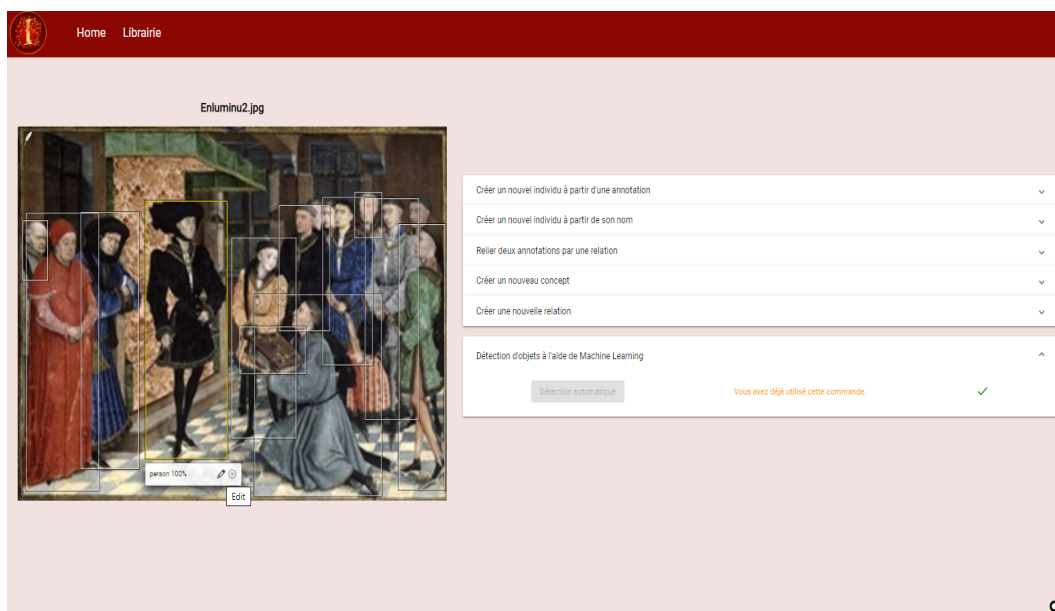 Home Librairie
Enluminu2.jpg
Créer un nouvel individu à partir d'une annotation
Créer un nouvel individu à partir de son nom
Relier deux annotations par une relation
Créer un nouveau concept
Créer une nouvelle relation
Détection d'objets à l'aide de Machine Learning
Détection automatique Vous avez déjà utilisé cette commande.
person 100%
Edit